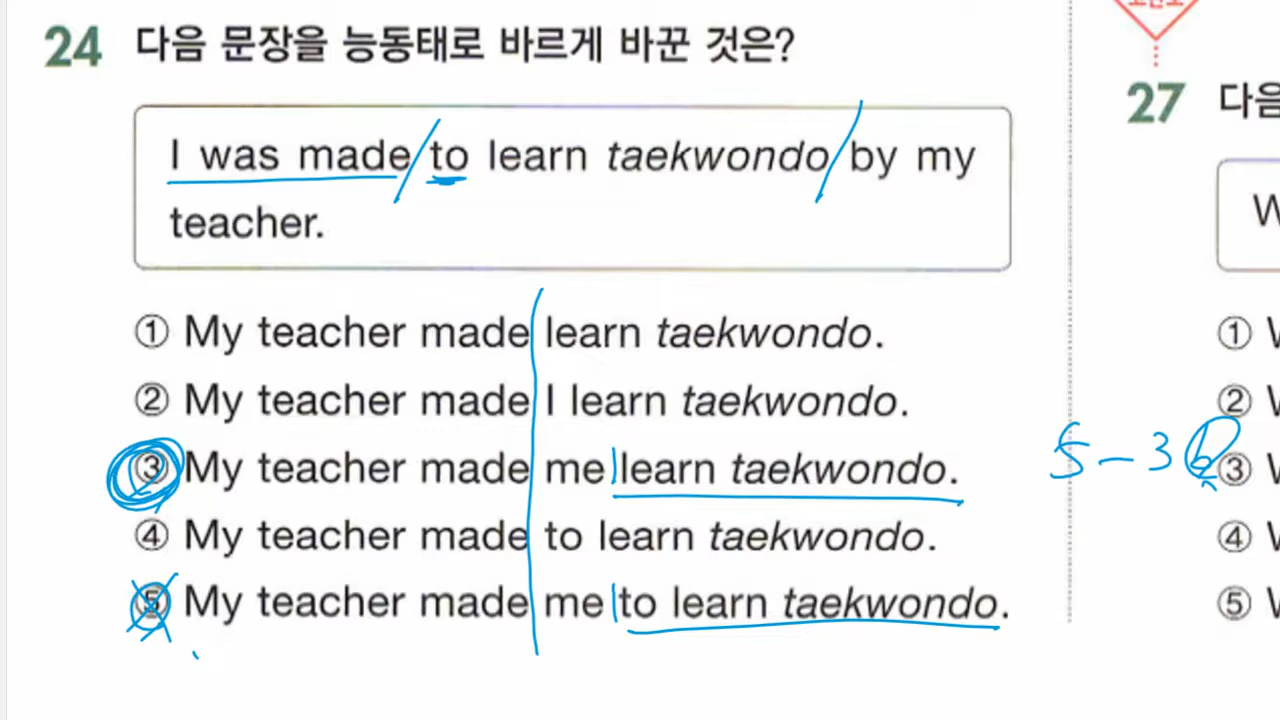 24 다음 문장을 능동태로 바르게 바꾼 것은?
I was made to learn taekwondo by my
teacher.
① My teacher made learn taekwondo.
② My teacher made I learn taekwondo.
③ My teacher made me learn taekwondo.
④ My teacher made to learn taekwondo.
⑤ My teacher made me to learn taekwondo.
5-3
27 다음
W
①
②
③
④
⑤